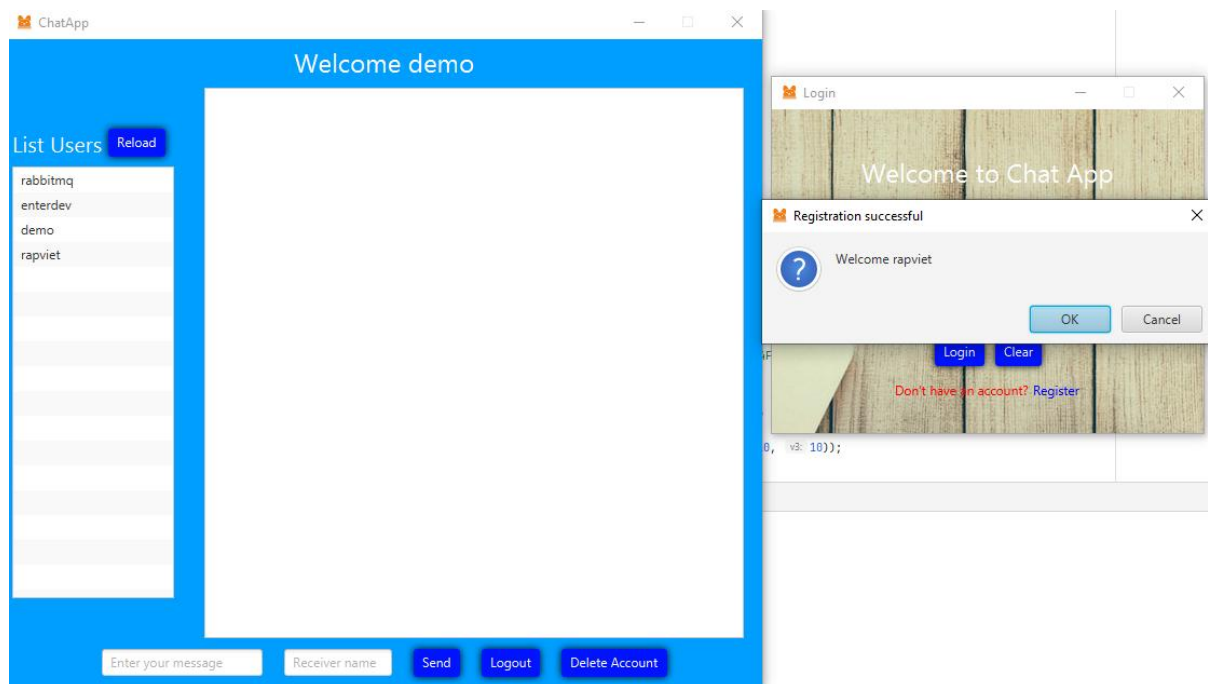 ChatApp
Welcome demo
List Users
Reload
rabbitmq
enterdev
demo
rapviet
Enter your message
Receiver name
Send
Logout
Delete Account
Login
Welcome to Chat App
Registration successful
Welcome rapviet
OK
Cancel
Login
Clear
Don't have an account? Register
v3: 10));